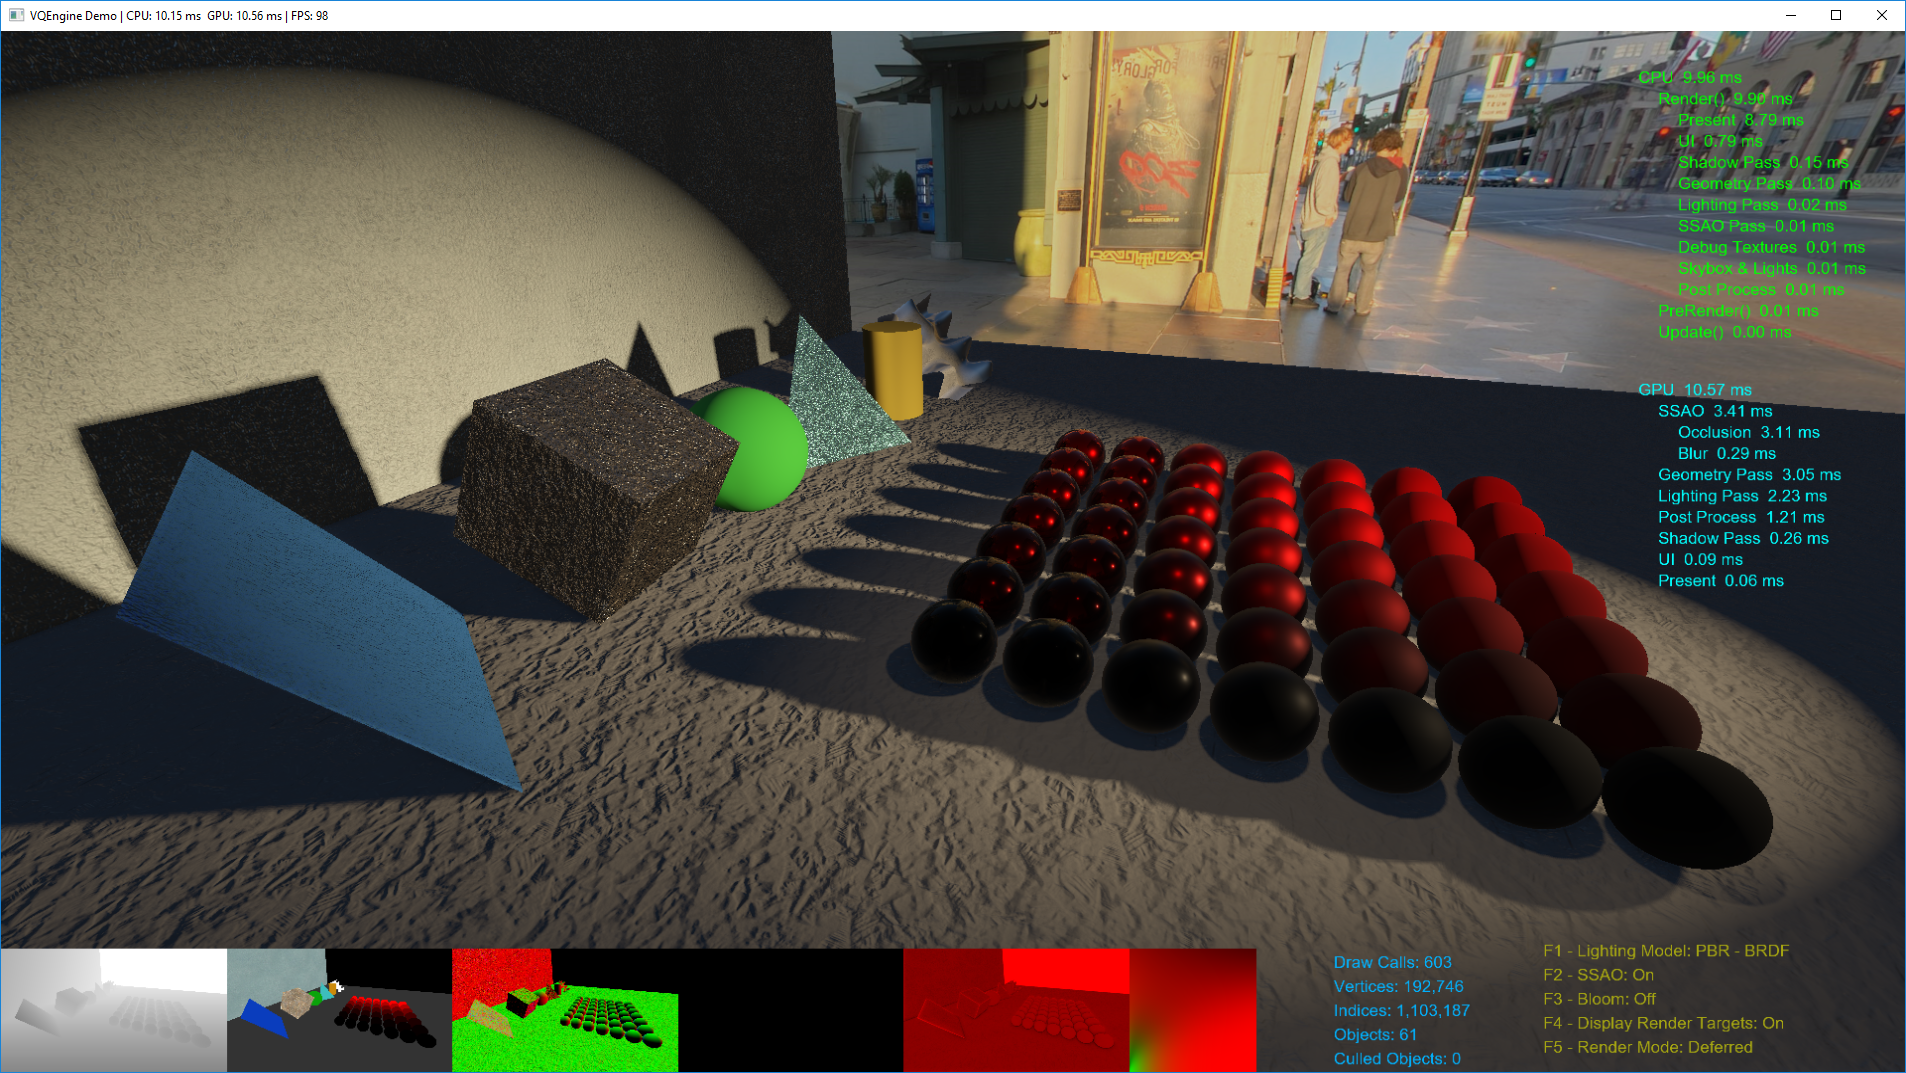 VQEngine Demo | CPU: 10.15 ms  GPU: 10.56 ms | FPS: 98
CPU  9.96 ms
Render()  9.90 ms
Present  8.79 ms
UI  0.79 ms
Shadow Pass  0.15 ms
Geometry Pass  0.10 ms
Lighting Pass  0.02 ms
SSAO Pass  0.01 ms
Debug Textures  0.01 ms
Skybox & Lights  0.01 ms
Post Process  0.01 ms
PreRender()  0.01 ms
Update()  0.00 ms
GPU  10.57 ms
SSAO  3.41 ms
Occlusion  3.11 ms
Blur  0.29 ms
Geometry Pass  3.05 ms
Lighting Pass  2.23 ms
Post Process  1.21 ms
Shadow Pass  0.26 ms
UI  0.09 ms
Present  0.06 ms
Draw Calls: 603
Vertices: 192,746
Indices: 1,103,187
Objects: 61
Culled Objects: 0
F1 - Lighting Model: PBR - BRDF
F2 - SSAO: On
F3 - Bloom: Off
F4 - Display Render Targets: On
F5 - Render Mode: Deferred